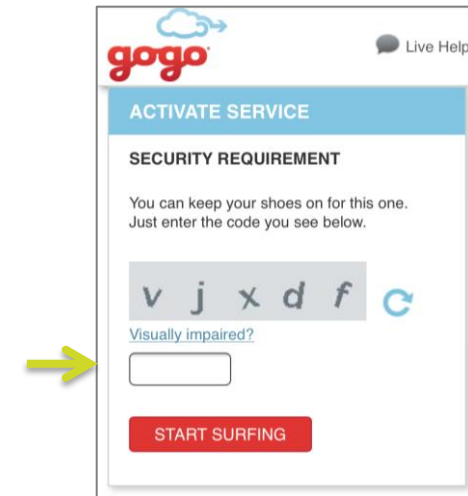 gogo
Live Help
ACTIVATE SERVICE
SECURITY REQUIREMENT
You can keep your shoes on for this one.
Just enter the code you see below.
v j x d f
Visually impaired?
START SURFING